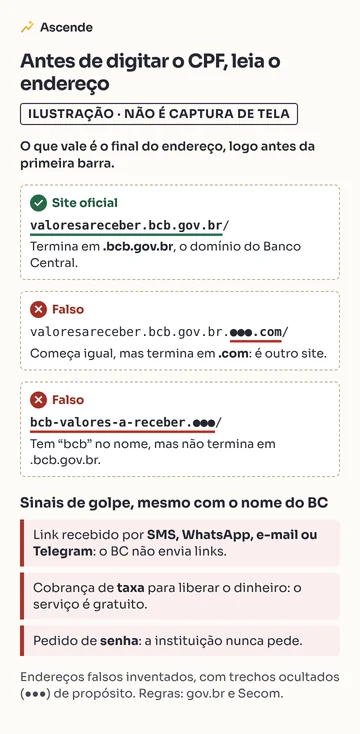 Ascende
Antes de digitar o CPF, leia o
endereço
ILUSTRAÇÃO · NÃO É CAPTURA DE TELA
O que vale é o final do endereço, logo antes da
primeira barra.
Site oficial
valoresareceber.bcb.gov.br/
Termina em .bcb.gov.br, o domínio do Banco
Central.
Falso
valoresareceber.bcb.gov.br.●●●.com/
Começa igual, mas termina em .com: é outro site.
Falso
bcb-valores-a-receber.●●●/
Tem “bcb” no nome, mas não termina em
.bcb.gov.br.
Sinais de golpe, mesmo com o nome do BC
Link recebido por SMS, WhatsApp, e-mail ou
Telegram: o BC não envia links.
Cobrança de taxa para liberar o dinheiro: o
serviço é gratuito.
Pedido de senha: a instituição nunca pede.
Endereços falsos inventados, com trechos ocultados
(●●●) de propósito. Regras: gov.br e Secom.